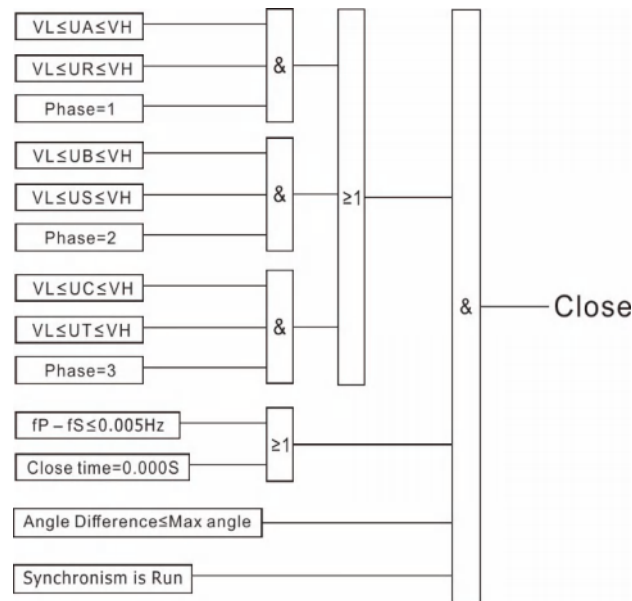 VL≤UA≤VH
VL≤UR≤VH
&
Phase=1
VL≤UB≤VH
VL≤US≤VH
&
≥1
Phase=2
VL≤UC≤VH
VL≤UT≤VH
&
&
Close
Phase=3
fP – fS≤0.005Hz
≥1
Close time=0.000S
Angle Difference≤Max angle
Synchronism is Run